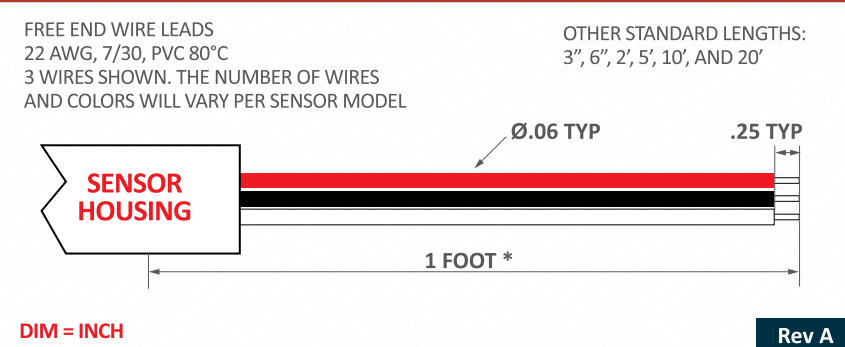 FREE END WIRE LEADS
22 AWG, 7/30, PVC 80°C
3 WIRES SHOWN. THE NUMBER OF WIRES
AND COLORS WILL VARY PER SENSOR MODEL
OTHER STANDARD LENGTHS:
3”, 6”, 2’, 5’, 10’, AND 20’
Ø.06 TYP
.25 TYP
SENSOR
HOUSING
1 FOOT *
DIM = INCH
Rev A